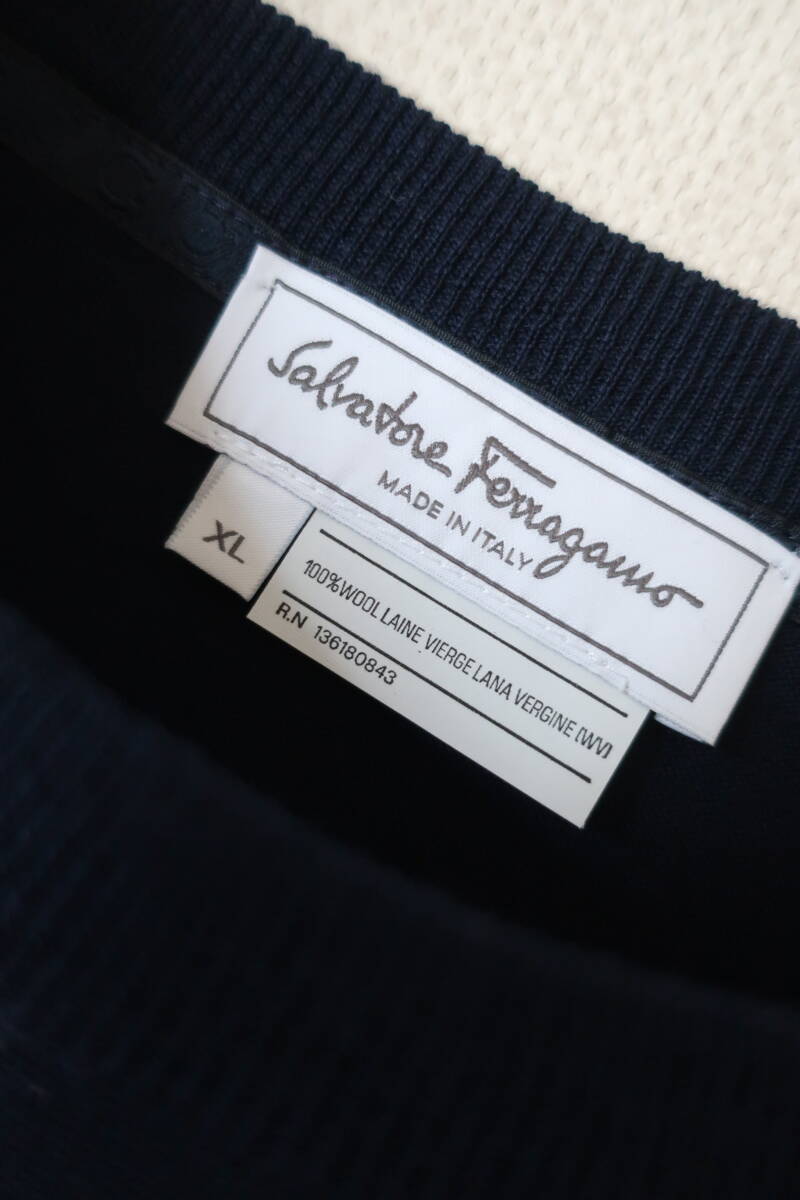 Salvatore Ferragamo
MADE IN ITALY
XL
100%WOOL LAINE VIERGE LANA VERGINE [WV]
R.N 136180843